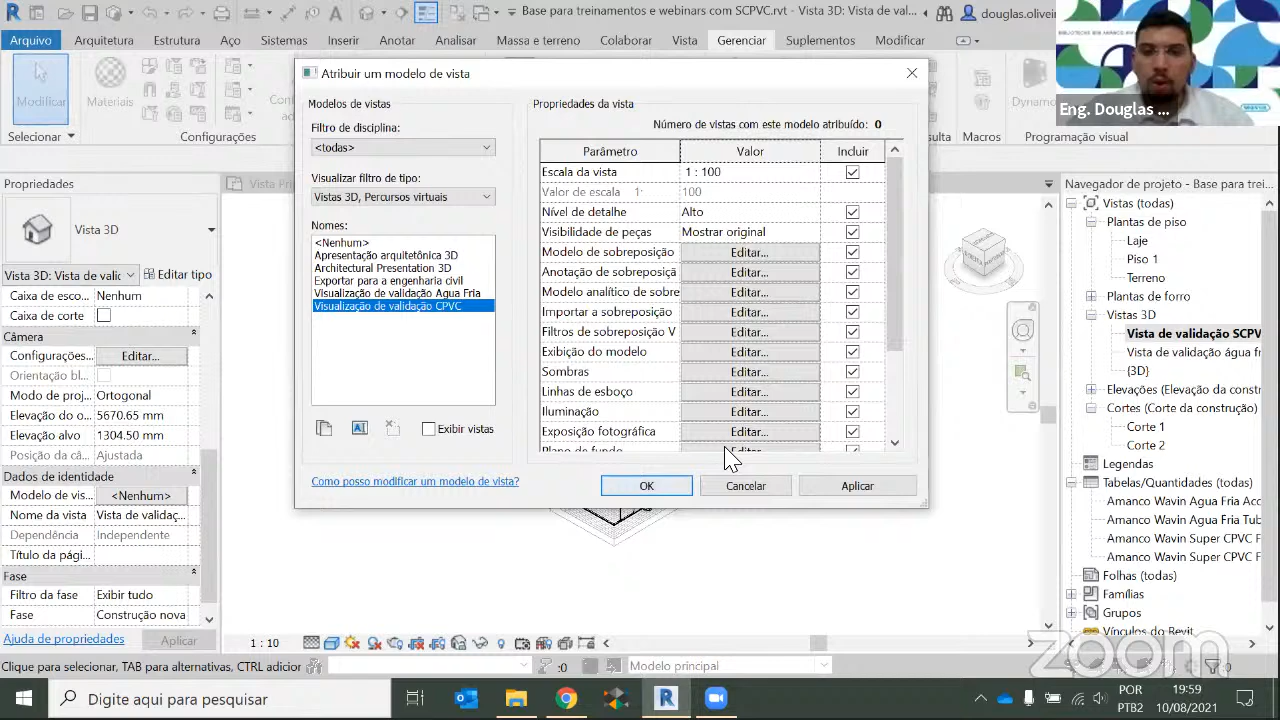 Base para treinamentos e webinars com SCPVC.rvt - Vista 3D: Vista de val...
douglas.oliveir
Arquivo
Arquitetura
Sistemas
Analisar
Colabora
Vista
Gerenciar
Modificar
Modificar
Materiais
Macros
Dynamo
Selecionar
Configurações
Programação visual
Eng. Douglas ...
Atribuir um modelo de vista
Modelos de vistas
Filtro de disciplina:
<todas>
Visualizar filtro de tipo:
Vistas 3D, Percursos virtuais
Nomes:
<Nenhum>
Apresentação arquitetônica 3D
Architectural Presentation 3D
Exportar para a engenharia civil
Visualização de validação Agua Fria
Visualização de validação CPVC
Exibir vistas
Como posso modificar um modelo de vista?
Propriedades da vista
Número de vistas com este modelo atribuído: 0
Parâmetro Valor Incluir
Escala da vista 1 : 100
Valor de escala 1: 100
Nível de detalhe Alto
Visibilidade de peças Mostrar original
Modelo de sobreposição Editar...
Anotação de sobreposiçã Editar...
Modelo analítico de sobre Editar...
Importar a sobreposição Editar...
Filtros de sobreposição V Editar...
Exibição do modelo Editar...
Sombras Editar...
Linhas de esboço Editar...
Iluminação Editar...
Exposição fotográfica Editar...
Plano de fundo
OK
Cancelar
Aplicar
Propriedades
Vista 3D
Vista 3D: Vista de valic
Editar tipo
Caixa de esco... Nenhum
Caixa de corte
Câmera
Configurações... Editar...
Orientação bl...
Modo de pro... Ortogonal
Elevação do o... 5670.65 mm
Elevação alvo 1304.50 mm
Posição da câ... Ajustada
Dados de identidade
Modelo de vis... <Nenhum>
Nome da vista Vista de validaç...
Dependência Independente
Título da pági...
Fase
Filtro da fase Exibir tudo
Fase Construção nova
Ajuda de propriedades
Aplicar
Navegador de projeto - Base para trei...
Vistas (todas)
Plantas de piso
Laje
Piso 1
Terreno
Plantas de forro
Vistas 3D
Vista de validação SCPV
Vista de validação água fr
{3D}
Elevações (Elevação da constr
Cortes (Corte da construção)
Corte 1
Corte 2
Legendas
Tabelas/Quantidades (todas)
Amanco Wavin Agua Fria Aco
Amanco Wavin Agua Fria Tub
Amanco Wavin Super CPVC F
Amanco Wavin Super CPVC F
Folhas (todas)
Famílias
Grupos
Vínculos do Revit
1 : 10
zoom
Clique para selecionar, TAB para alternativas, CTRL adicior
:0
Modelo principal
:0
Digite aqui para pesquisar
POR
PTB2
19:59
10/08/2021